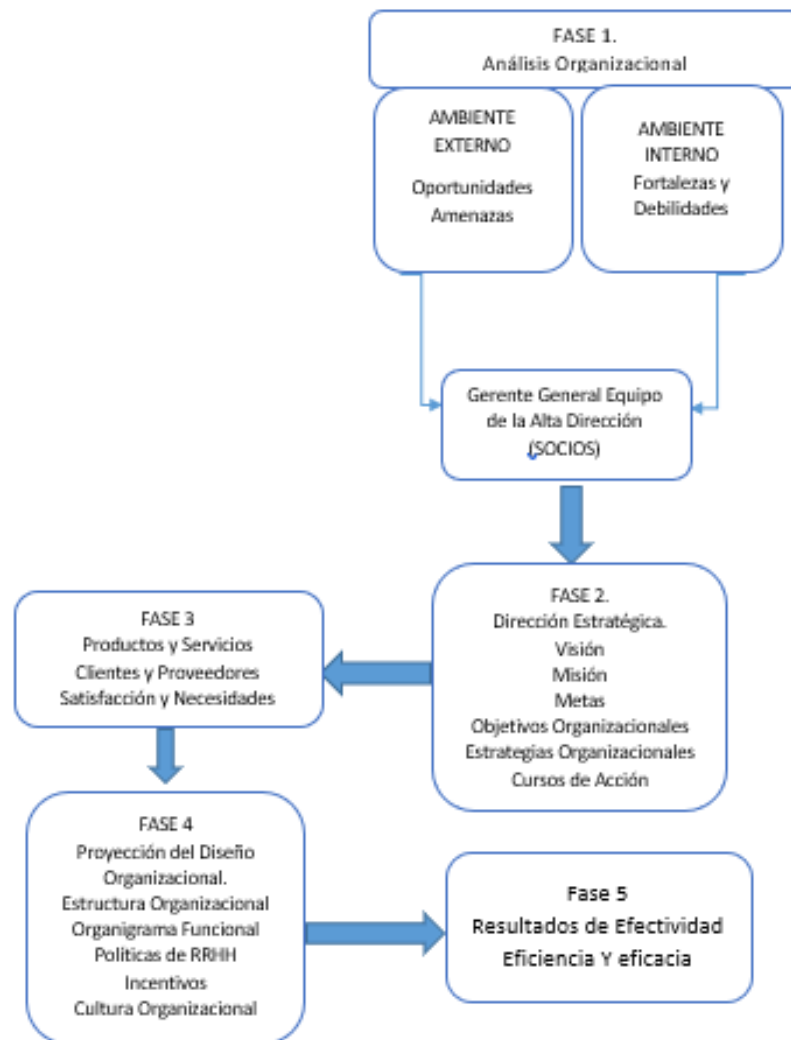 FASE 1.
Análisis Organizacional
AMBIENTE
EXTERNO
Oportunidades
Amenazas
AMBIENTE
INTERNO
Fortalezas y
Debilidades
Gerente General Equipo
de la Alta Dirección
(SOCIOS)
FASE 2.
Dirección Estratégica.
Visión
Misión
Metas
Objetivos Organizacionales
Estrategias Organizacionales
Cursos de Acción
FASE 3
Productos y Servicios
Clientes y Proveedores
Satisfacción y Necesidades
FASE 4
Proyección del Diseño
Organizacional.
Estructura Organizacional
Organigrama Funcional
Políticas de RRHH
Incentivos
Cultura Organizacional
Fase 5
Resultados de Efectividad
Eficiencia Y eficacia